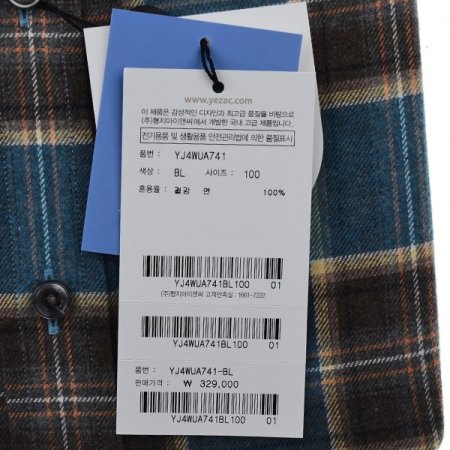 www.yezac.com
이 제품은 감성적인 디자인과 최고급 품질을 바탕으로
(주)형지아이앤씨에서 개발한 국내 고급 제품입니다.
전기용품 및 생활용품 안전관리법에 의한 품질표시
품번: YJ4WUA741
색상: BL 사이즈: 100
혼용율: 겉감 면 100%
YJ4WUA741BL100 01
(주)형지아이앤씨 고객만족실 : 1661-7222
YJ4WUA741BL100 01
품번: YJ4WUA741-BL
판매가격: ₩ 329,000
YJ4WUA741BL100 01